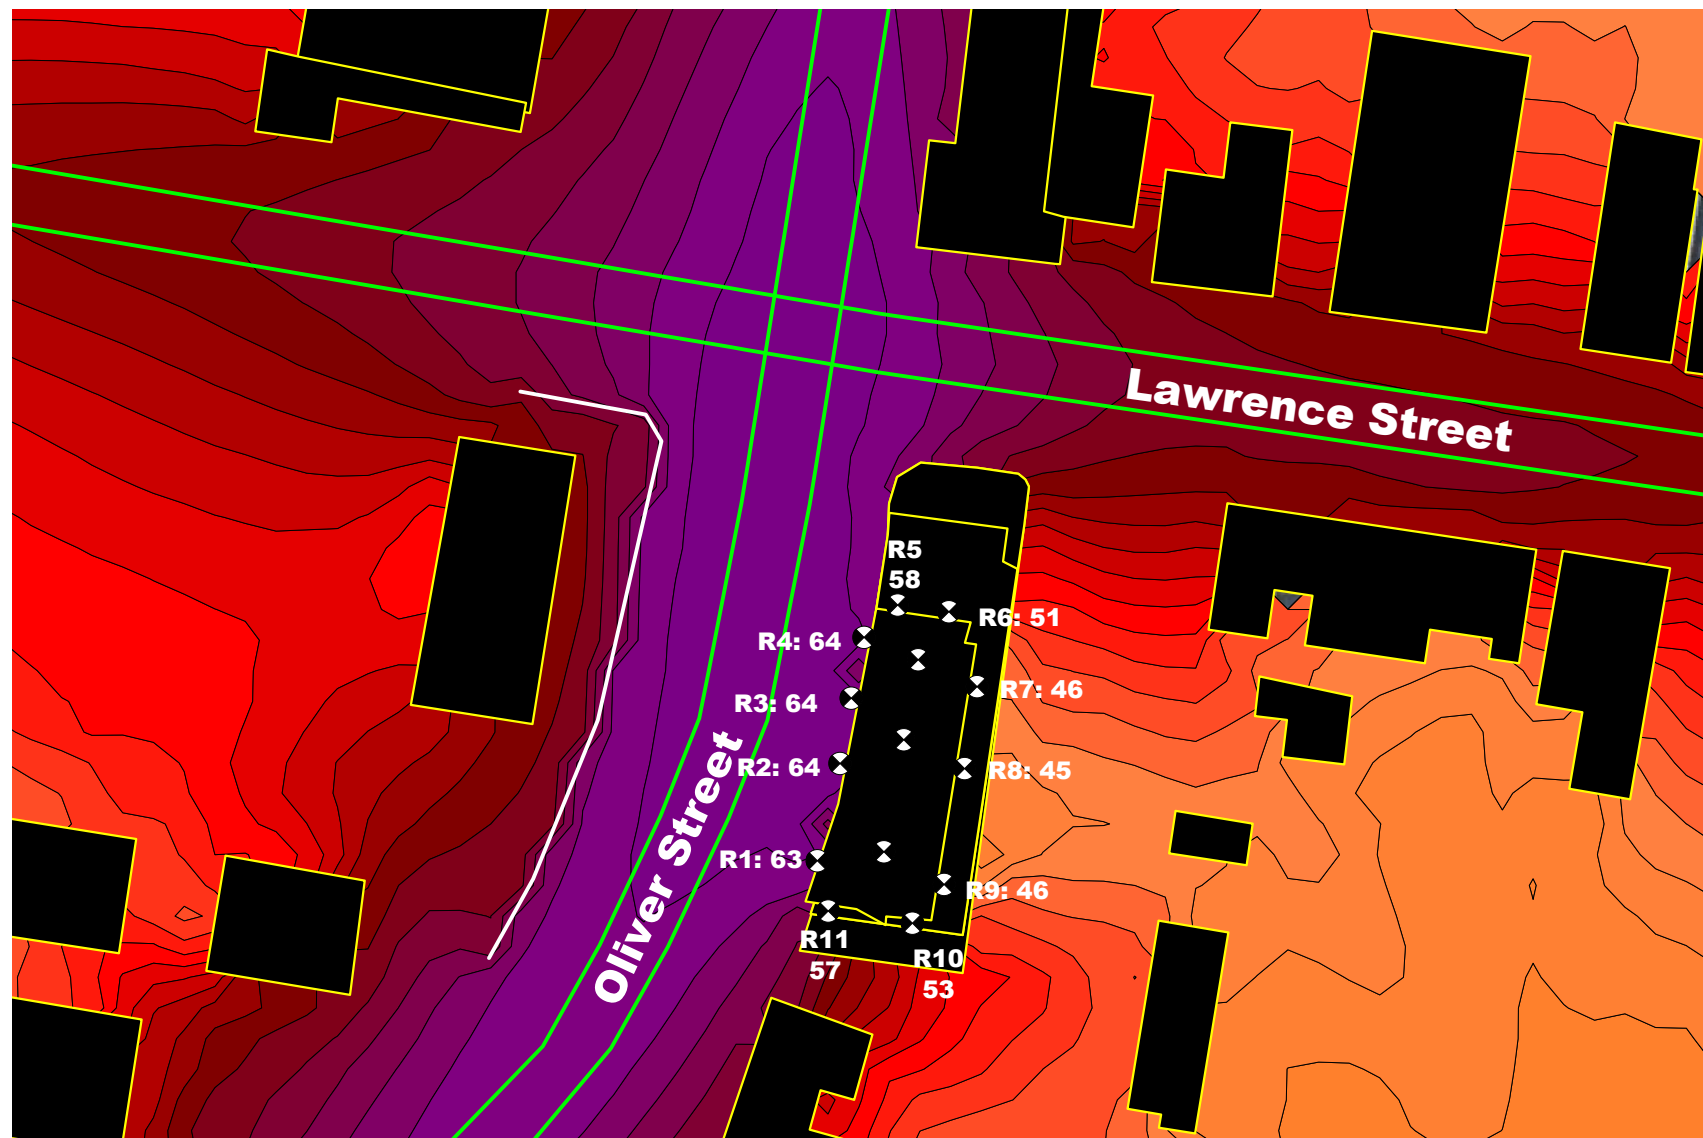 Lawrence Street
R5
58
R6: 51
R4: 64
R7: 46
R3: 64
R2: 64
R8: 45
R1: 63
R9: 46
Oliver Street
R11
57
R10
53